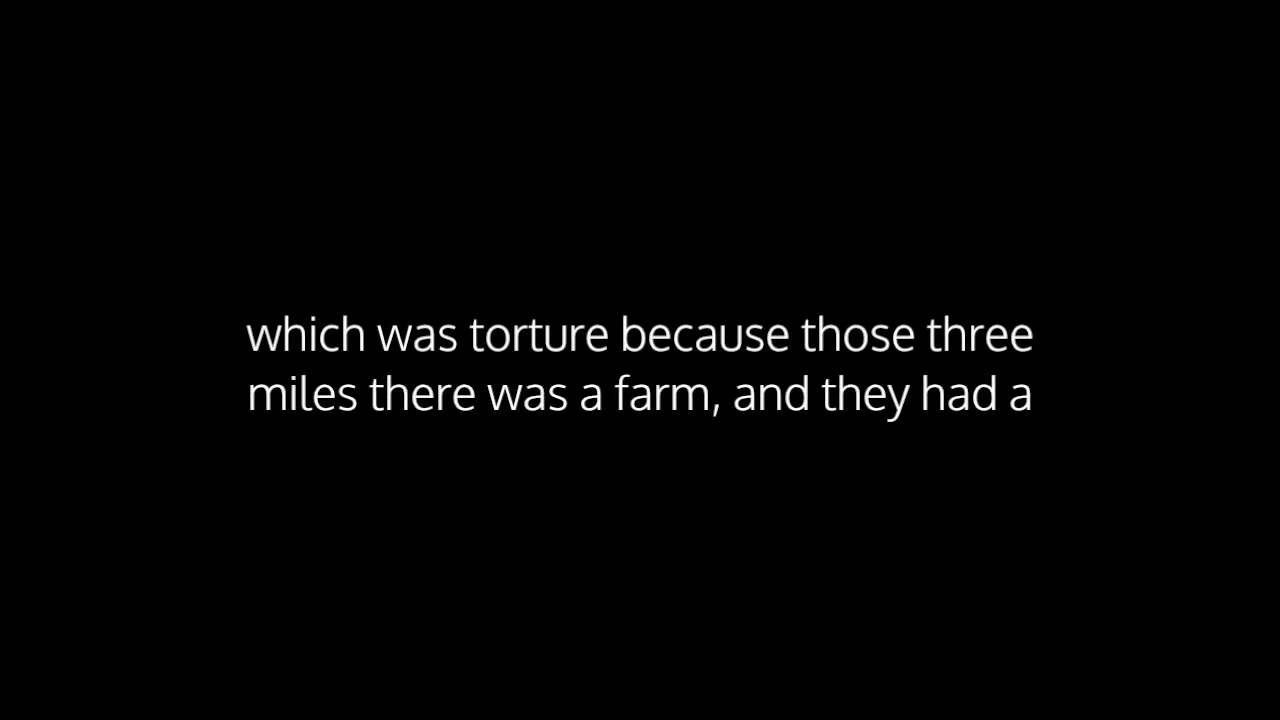 which was torture because those three
miles there was a farm, and they had a